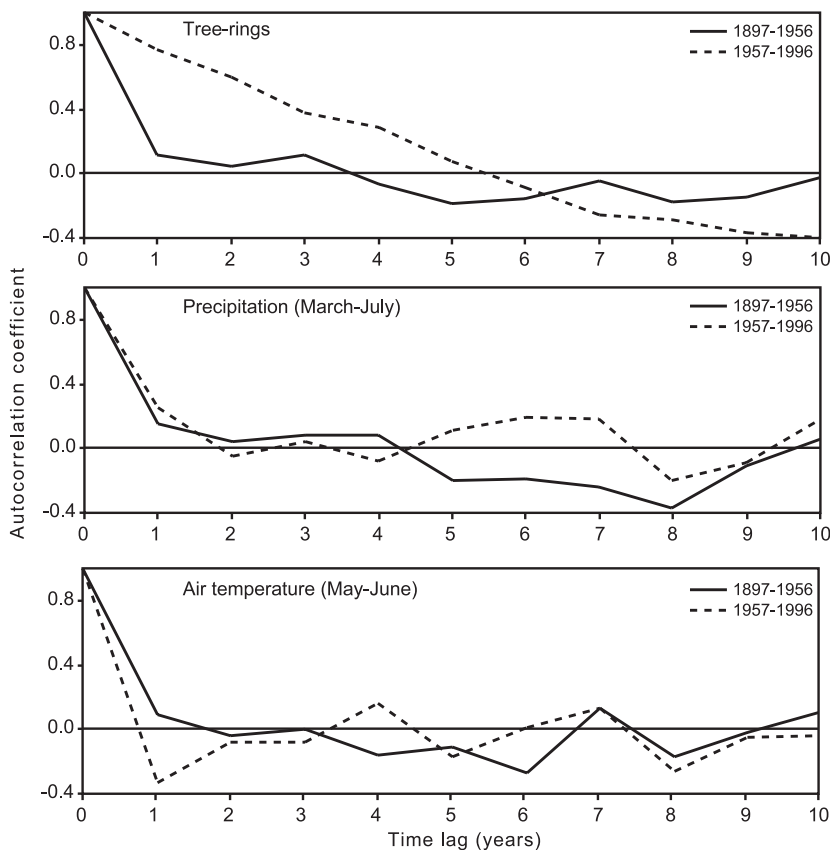 Tree-rings
1897-1956
1957-1996
0.8
0.4
0.0
-0.4
0 1 2 3 4 5 6 7 8 9 10
Precipitation (March-July)
1897-1956
1957-1996
0.8
0.4
0.0
-0.4
0 1 2 3 4 5 6 7 8 9 10
Air temperature (May-June)
1897-1956
1957-1996
0.8
0.4
0.0
-0.4
0 1 2 3 4 5 6 7 8 9 10
Autocorrelation coefficient
Time lag (years)